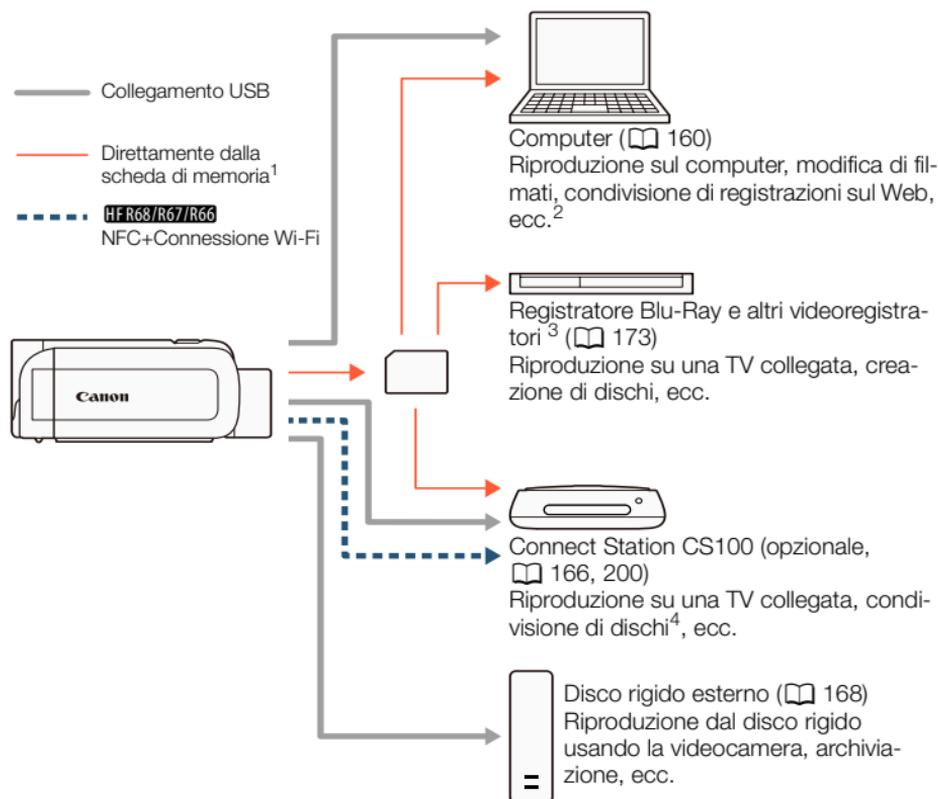 Collegamento USB
Direttamente dalla
scheda di memoria1
HF R68/R67/R66
NFC+Connessione Wi-Fi
Canon
Computer ( 160)
Riproduzione sul computer, modifica di fil-
mati, condivisione di registrazioni sul Web,
ecc.2
Registratore Blu-Ray e altri videoregistra-
tori 3 ( 173)
Riproduzione su una TV collegata, crea-
zione di dischi, ecc.
Connect Station CS100 (opzionale,
166, 200)
Riproduzione su una TV collegata, condi-
visione di dischi4, ecc.
Disco rigido esterno ( 168)
Riproduzione dal disco rigido
usando la videocamera, archivia-
zione, ecc.